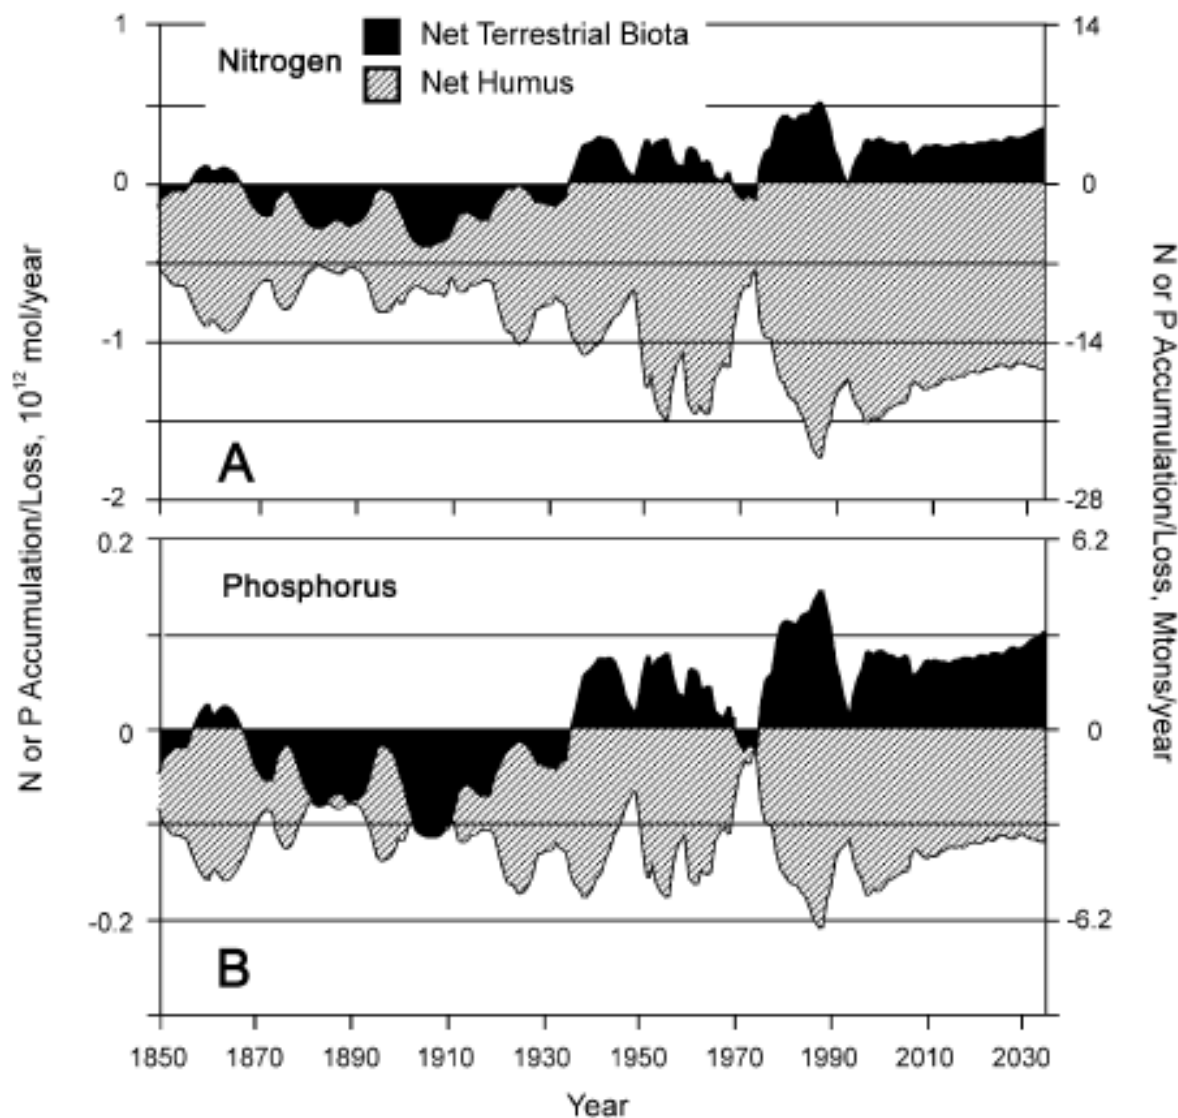 1
14
Net Terrestrial Biota
Nitrogen
Net Humus
0
0
-1
-14
A
-2
-28
N or P Accumulation/Loss, 10¹² mol/year
N or P Accumulation/Loss, Mtons/year
0.2
6.2
Phosphorus
0
0
-0.2
-6.2
B
1850 1870 1890 1910 1930 1950 1970 1990 2010 2030
Year